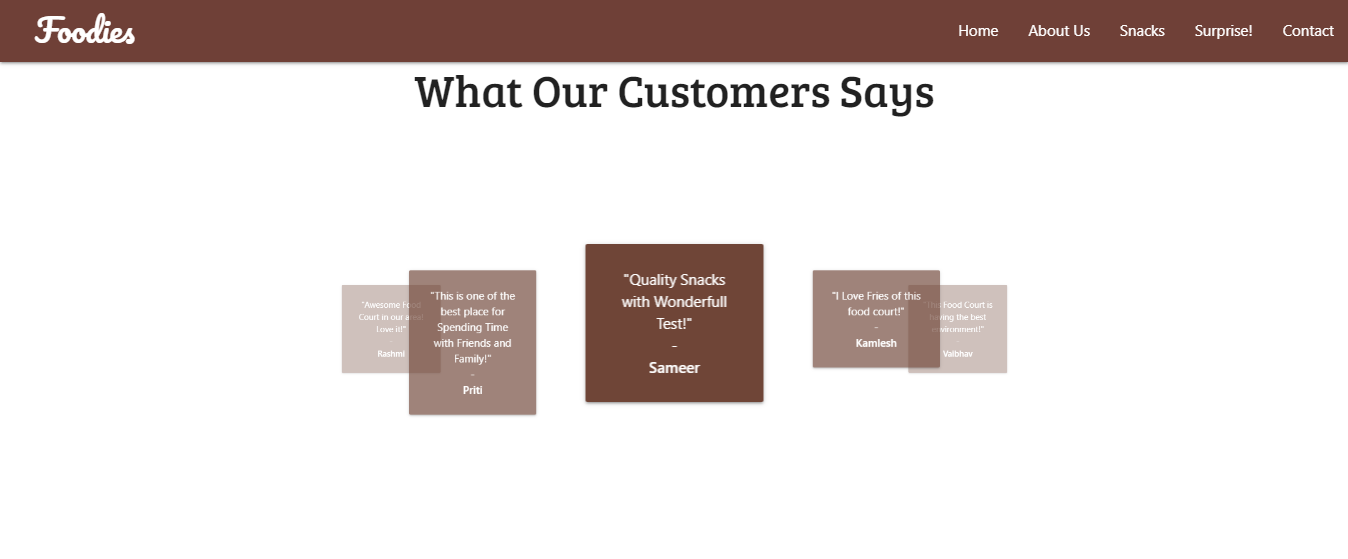 Foodies
Home About Us Snacks Surprise! Contact
What Our Customers Says
"Awesome Food
Court in our area!
Love it!"
-
Rashmi
"This is one of the
best place for
Spending Time
with Friends and
Family!"
-
Priti
"Quality Snacks
with Wonderfull
Test!"
-
Sameer
"I Love Fries of this
food court!"
-
Kamlesh
"This Food Court is
having the best
environment!"
-
Vaibhav